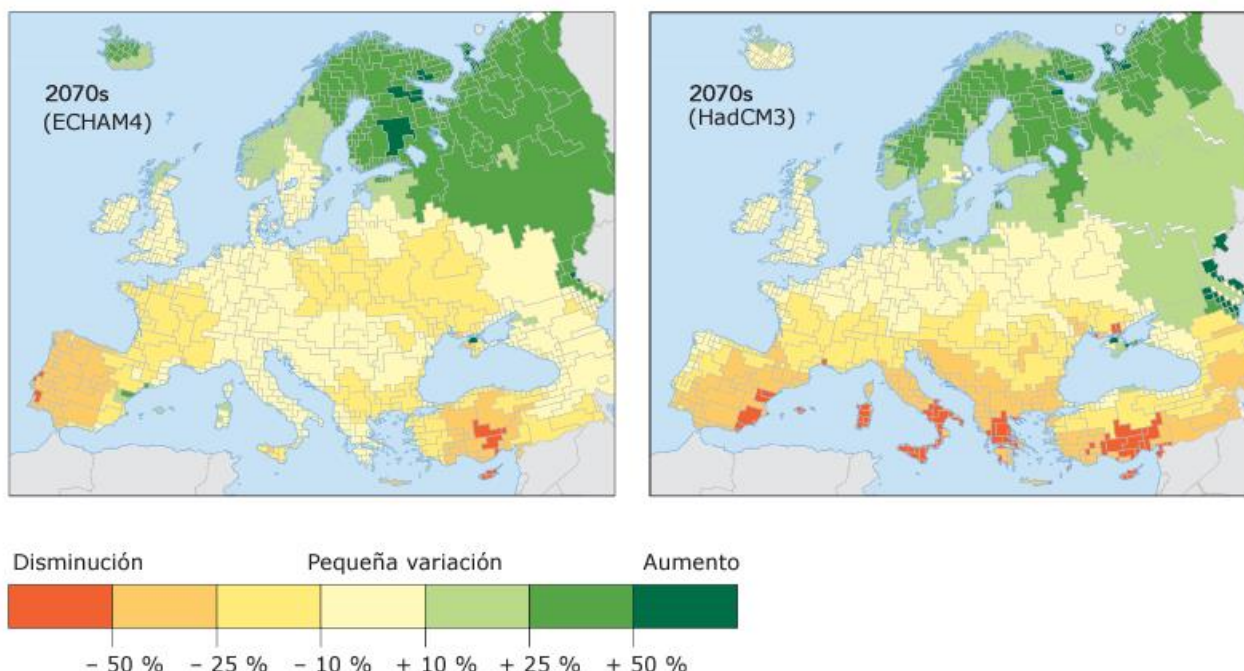 2070s
(ECHAM4)
2070s
(HadCM3)
Disminución Pequeña variación Aumento
– 50 % – 25 % – 10 % + 10 % + 25 % + 50 %